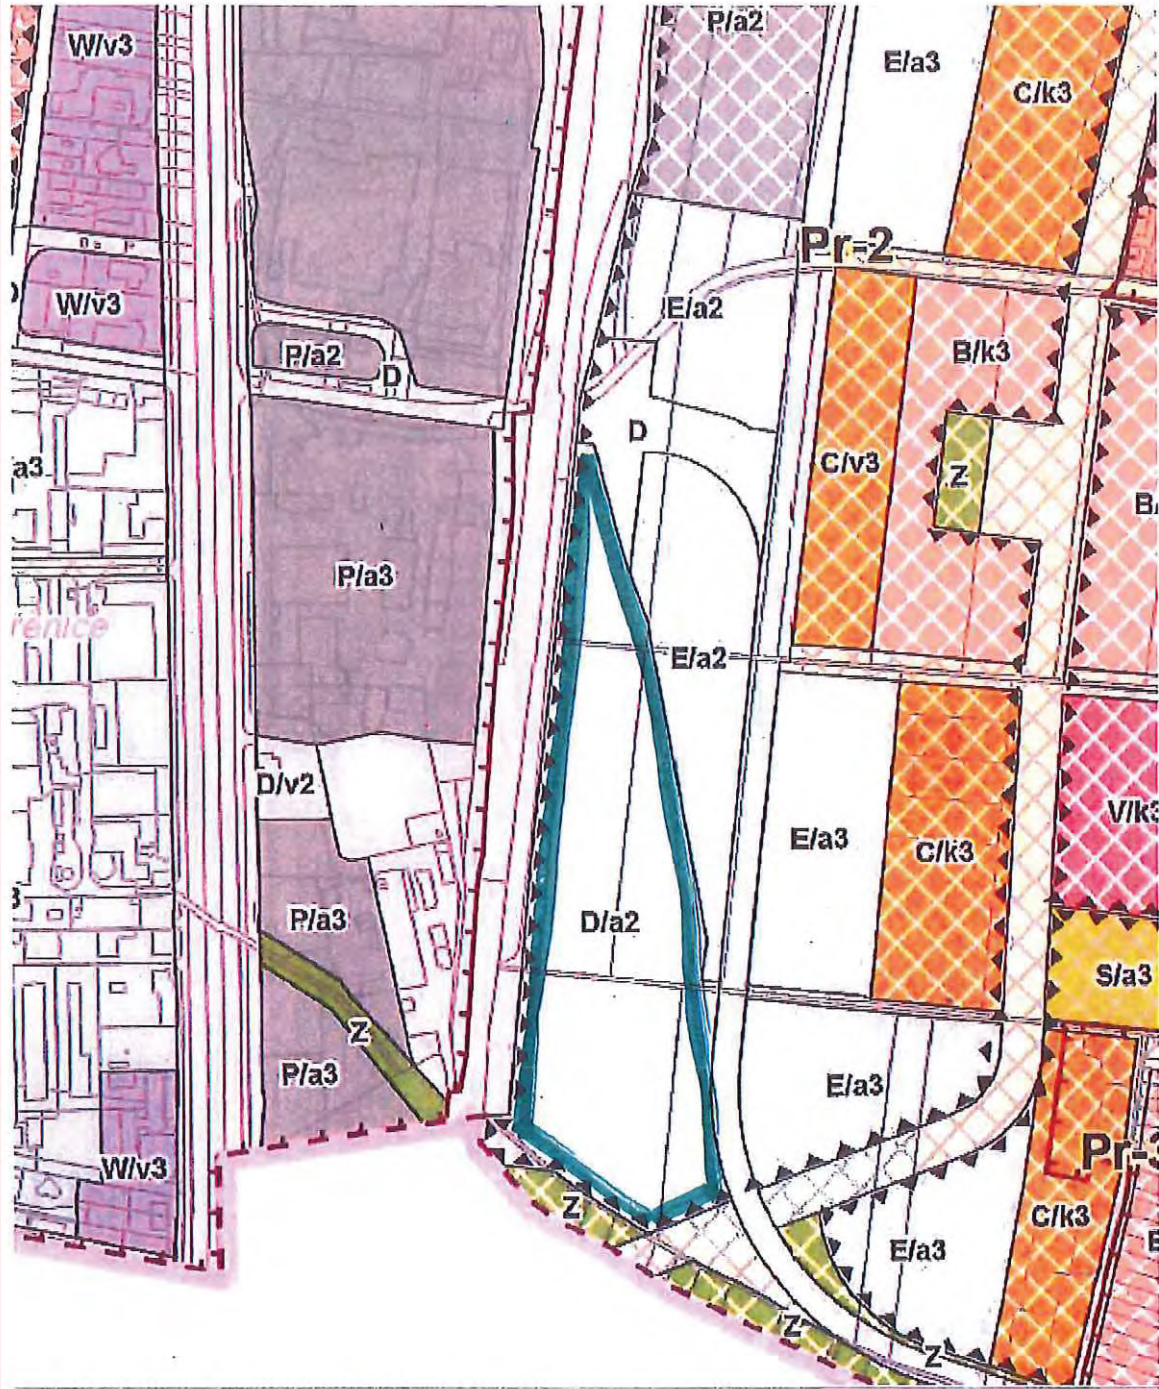 P/a2
W/v3
E/a3
C/k3
Pr-2
W/v3
E/a2
P/a2
B/k3
D
D
a3
C/v3
Z
P/a3
E/a2
D/v2
V/k3
E/a3
C/k3
P/a3
D/a2
S/a3
Z
P/a3
E/a3
W/v3
Pr-3
Z
C/k3
E/a3
Z
Z